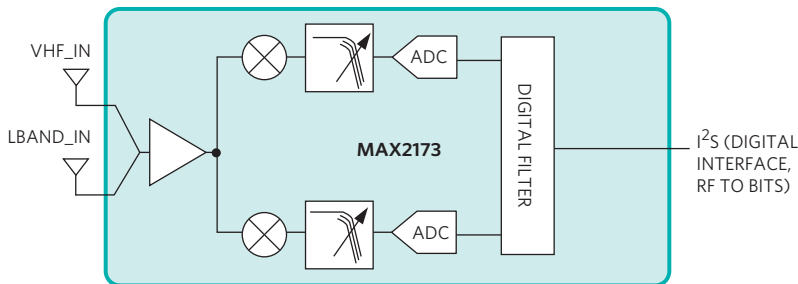 VHF_IN
LBAND_IN
ADC
MAX2173
ADC
DIGITAL FILTER
I²S (DIGITAL
INTERFACE,
RF TO BITS)